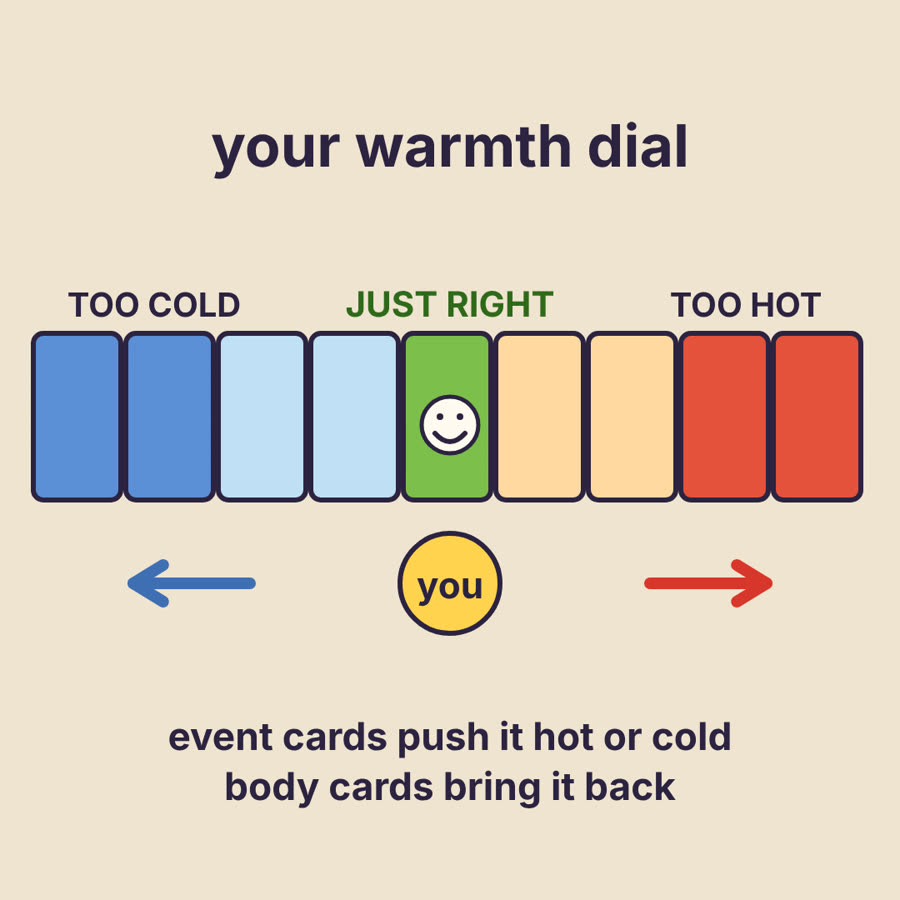 your warmth dial
TOO COLD
JUST RIGHT
TOO HOT
you
event cards push it hot or cold
body cards bring it back